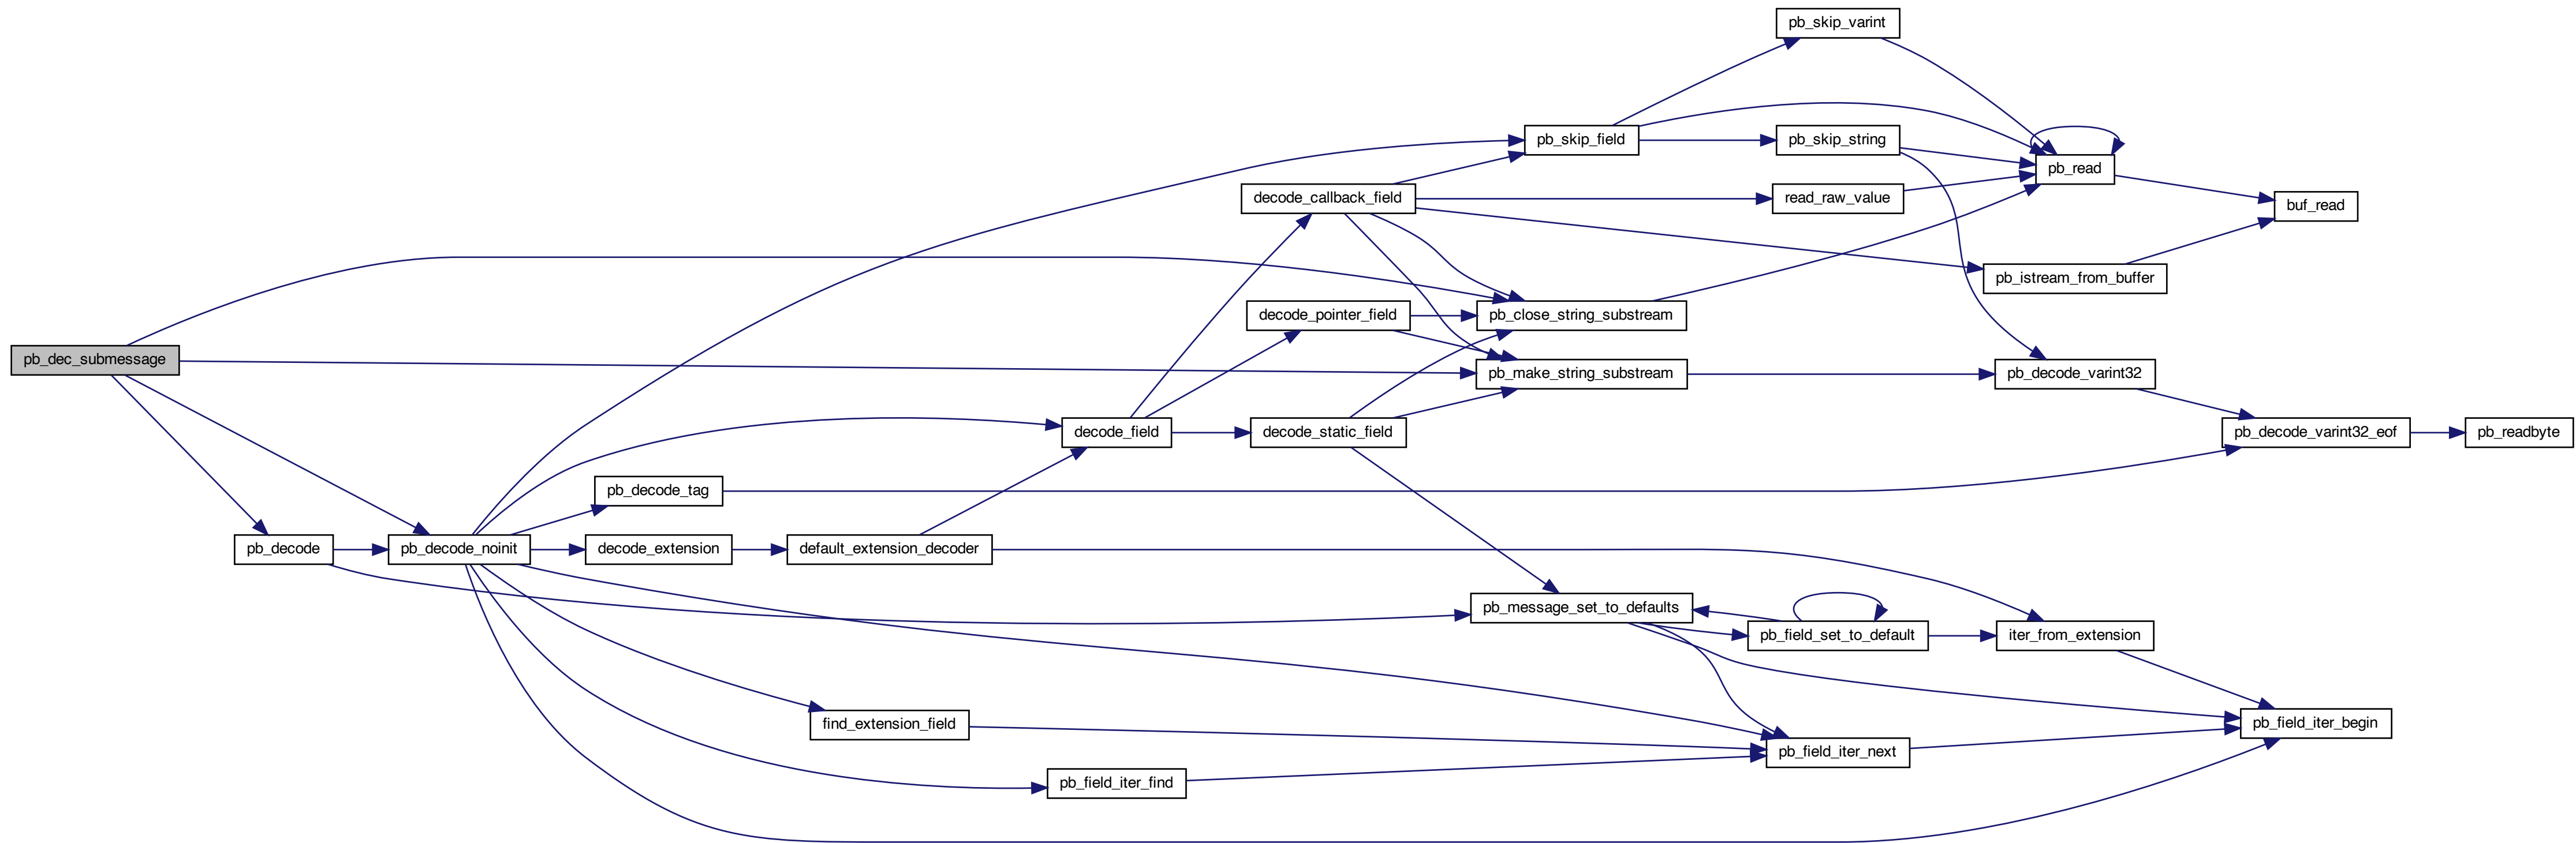 pb_skip_varint
pb_skip_field
pb_skip_string
pb_read
decode_callback_field
read_raw_value
buf_read
pb_istream_from_buffer
decode_pointer_field
pb_close_string_substream
pb_dec_submessage
pb_make_string_substream
pb_decode_varint32
decode_field
decode_static_field
pb_decode_varint32_eof
pb_readbyte
pb_decode_tag
pb_decode
pb_decode_noinit
decode_extension
default_extension_decoder
pb_message_set_to_defaults
pb_field_set_to_default
iter_from_extension
find_extension_field
pb_field_iter_begin
pb_field_iter_next
pb_field_iter_find